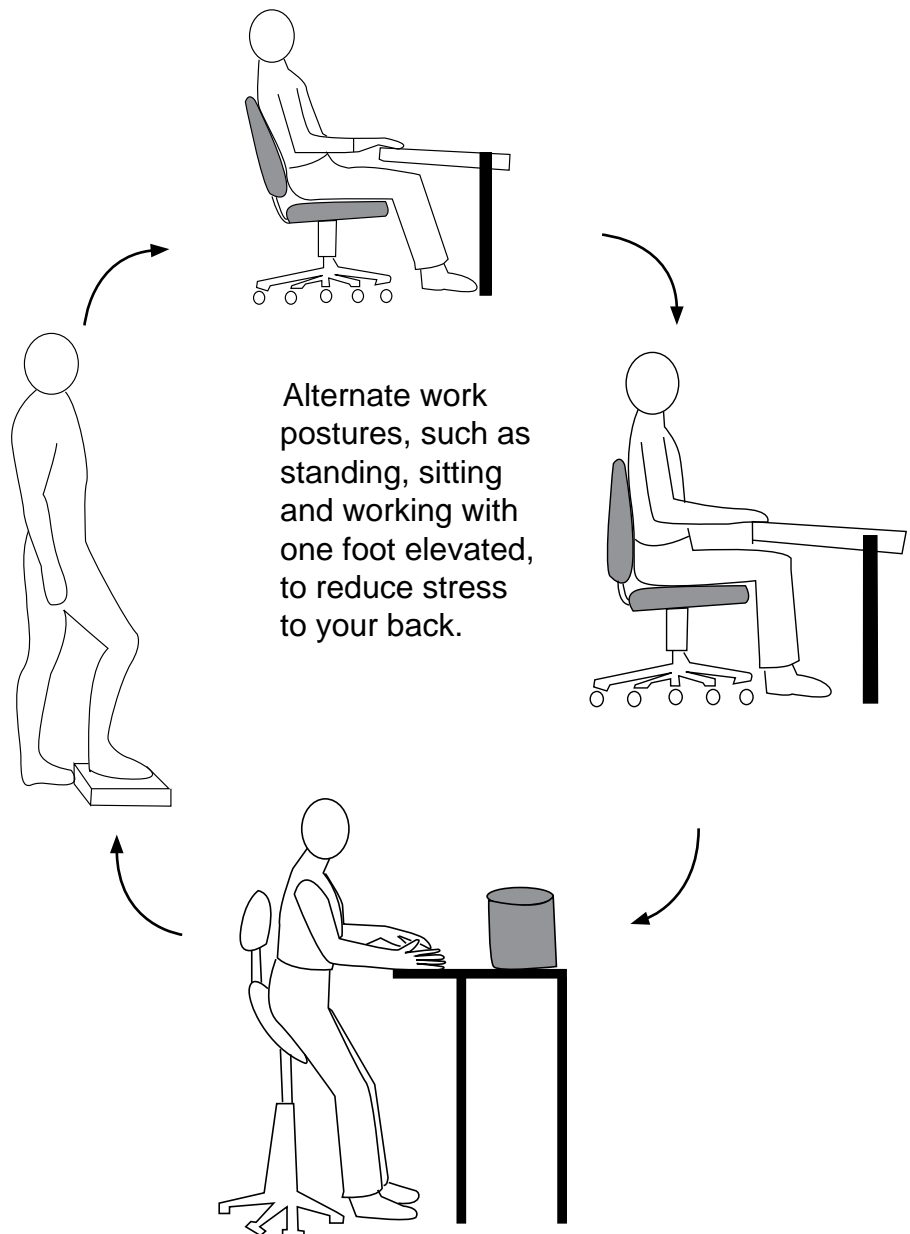 Alternate work
postures, such as
standing, sitting
and working with
one foot elevated,
to reduce stress
to your back.